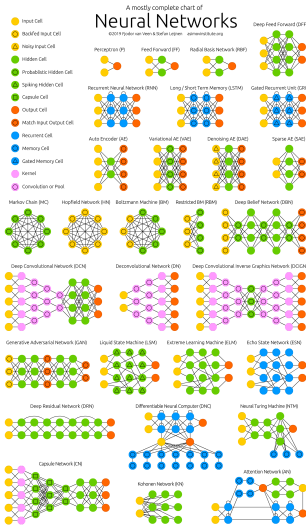 A mostly complete chart of
Neural Networks
©2019 Fjodor van Veen & Stefan Leijnen asimovinstitute.org
Input Cell
Backfed Input Cell
Noisy Input Cell
Hidden Cell
Probablistic Hidden Cell
Spiking Hidden Cell
Capsule Cell
Output Cell
Match Input Output Cell
Recurrent Cell
Memory Cell
Gated Memory Cell
Kernel
Convolution or Pool
Deep Feed Forward (DFF)
Perceptron (P)
Feed Forward (FF)
Radial Basis Network (RBF)
Recurrent Neural Network (RNN)
Long / Short Term Memory (LSTM)
Gated Recurrent Unit (GRU)
Auto Encoder (AE)
Variational AE (VAE)
Denoising AE (DAE)
Sparse AE (SAE)
Markov Chain (MC)
Hopfield Network (HN)
Boltzmann Machine (BM)
Restricted BM (RBM)
Deep Belief Network (DBN)
Deep Convolutional Network (DCN)
Deconvolutional Network (DN)
Deep Convolutional Inverse Graphics Network (DCIGN)
Generative Adversarial Network (GAN)
Liquid State Machine (LSM)
Extreme Learning Machine (ELM)
Echo State Network (ESN)
Deep Residual Network (DRN)
Differentiable Neural Computer (DNC)
Neural Turing Machine (NTM)
Capsule Network (CN)
Kohonen Network (KN)
Attention Network (AN)